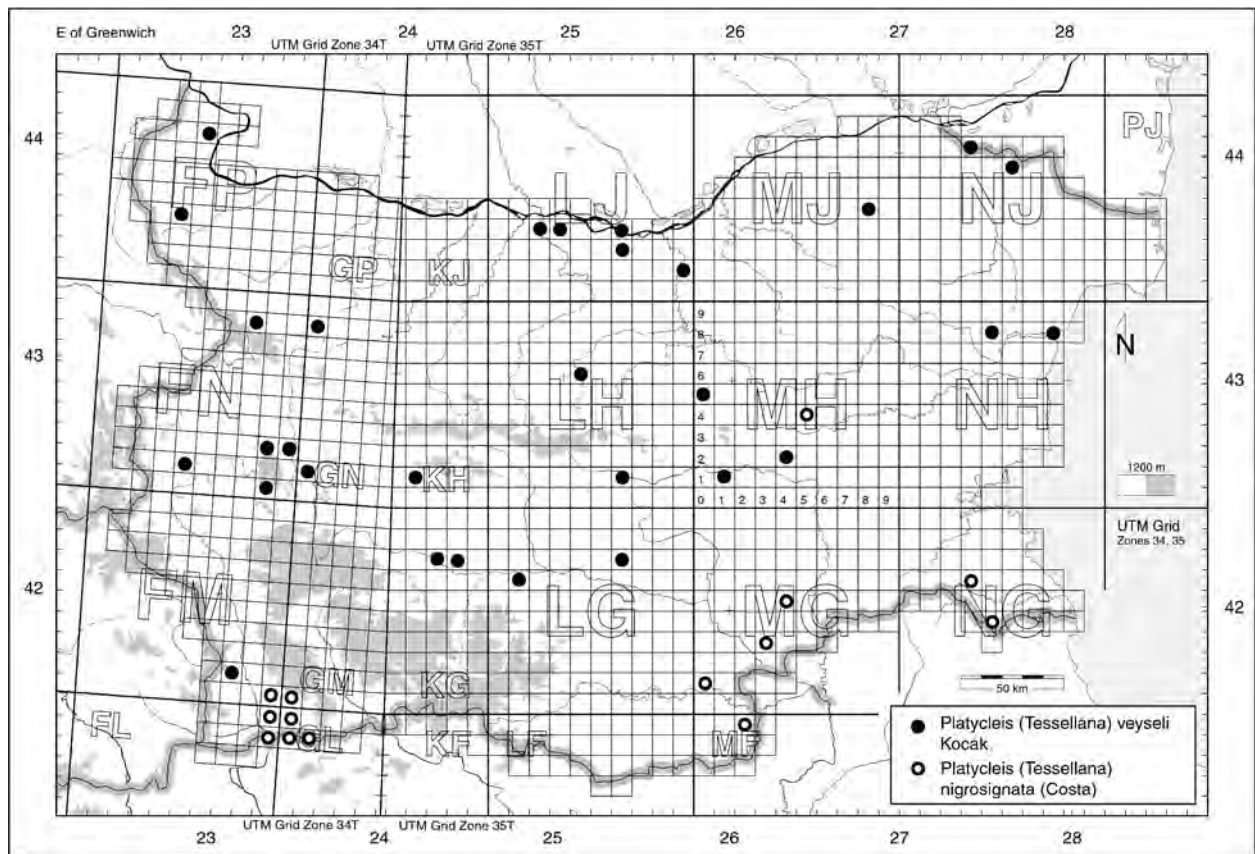 E of Greenwich
23 24 25 26 27 28
UTM Grid Zone 34T UTM Grid Zone 35T
44 44
PJ
FP LJ MJ NJ
GP KJ
9
8
7
6
4
3
2
1
0 1 2 3 4 5 6 7 8 9
43 43
N
FN LH MH NH
GN KH
1200 m
UTM Grid
Zones 34, 35
42 42
FM LG MG NG
GM KG
50 km
FL GL KF LF MF
Platycleis (Tessellana) veyseli
Kocak
Platycleis (Tessellana)
nigrosignata (Costa)
UTM Grid Zone 34T UTM Grid Zone 35T
23 24 25 26 27 28